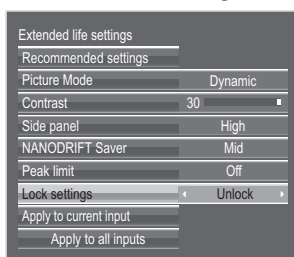 Extended life settings
Recommended settings
Picture Mode Dynamic
Contrast 30
Side panel High
NANODRIFT Saver Mid
Peak limit Off
Lock settings Unlock
Apply to current input
Apply to all inputs